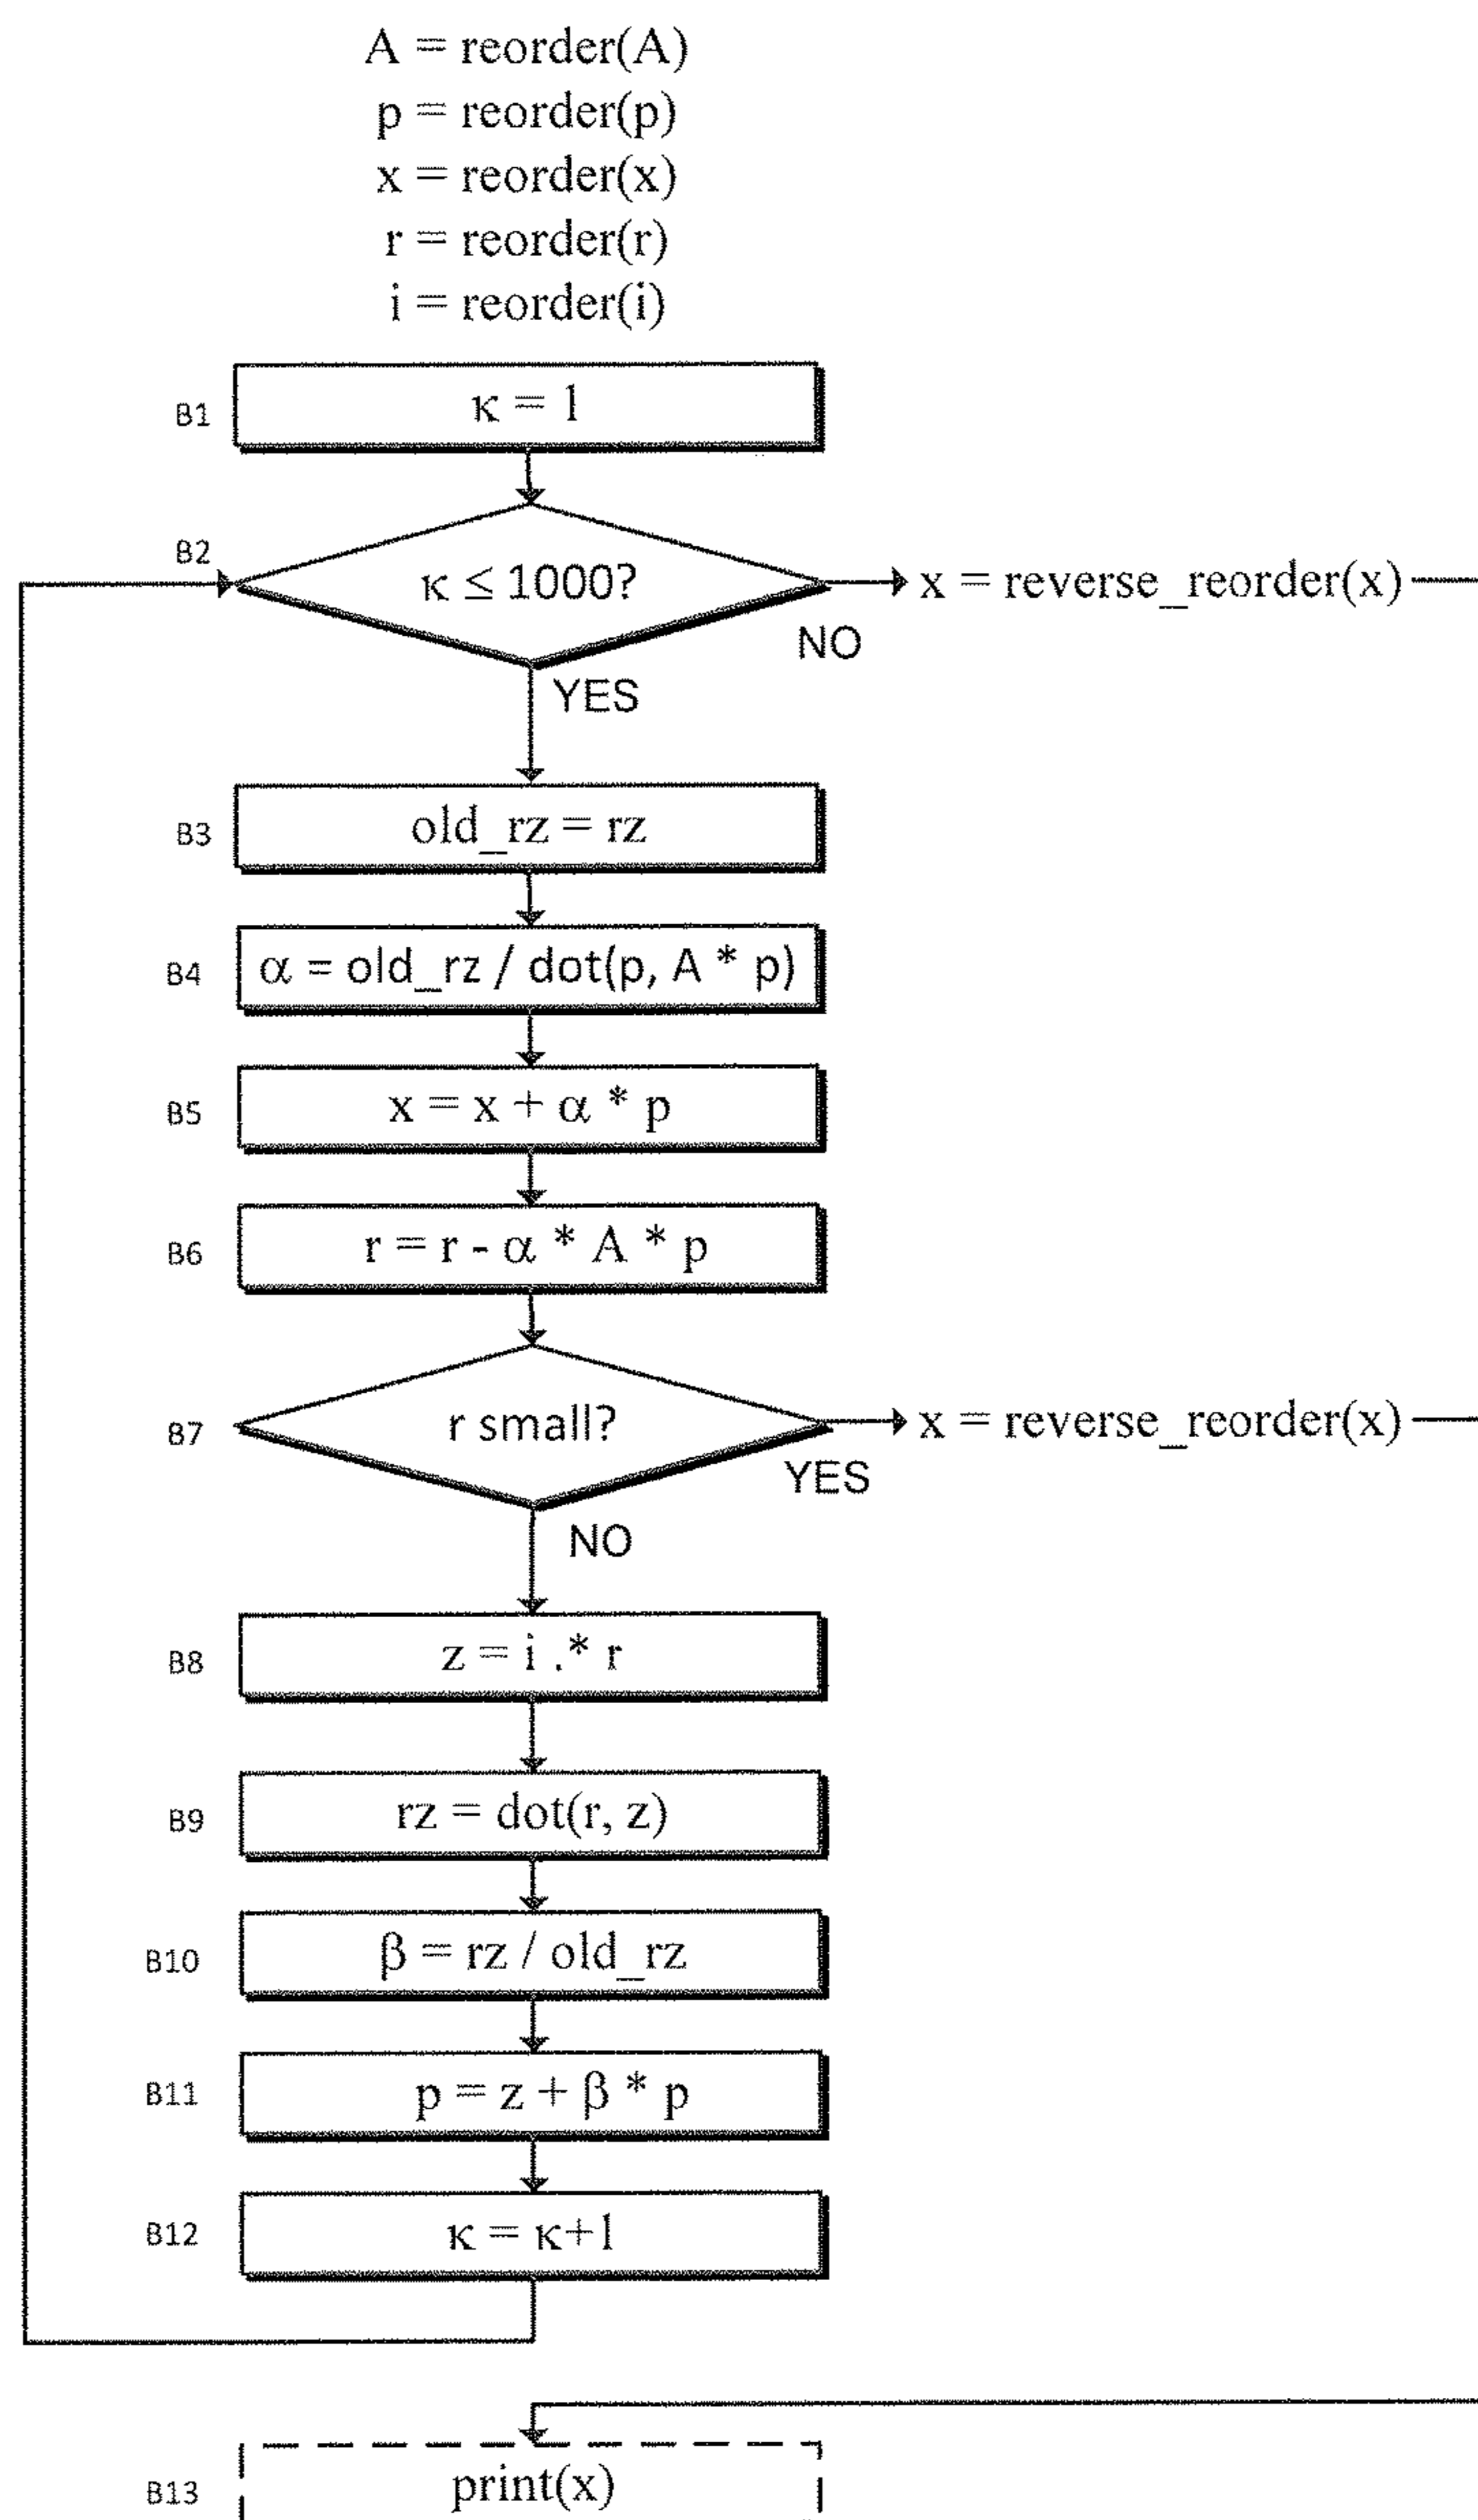 A = reorder(A)
p = reorder(p)
x = reorder(x)
r = reorder(r)
i = reorder(i)
B1
κ = 1
B2
κ ≤ 1000?
x = reverse_reorder(x)
NO
YES
B3
old_rz = rz
B4
α = old_rz / dot(p, A * p)
B5
x = x + α * p
B6
r = r - α * A * p
B7
r small?
x = reverse_reorder(x)
YES
NO
B8
z = i .* r
B9
rz = dot(r, z)
B10
β = rz / old_rz
B11
p = z + β * p
B12
κ = κ+1
B13
print(x)